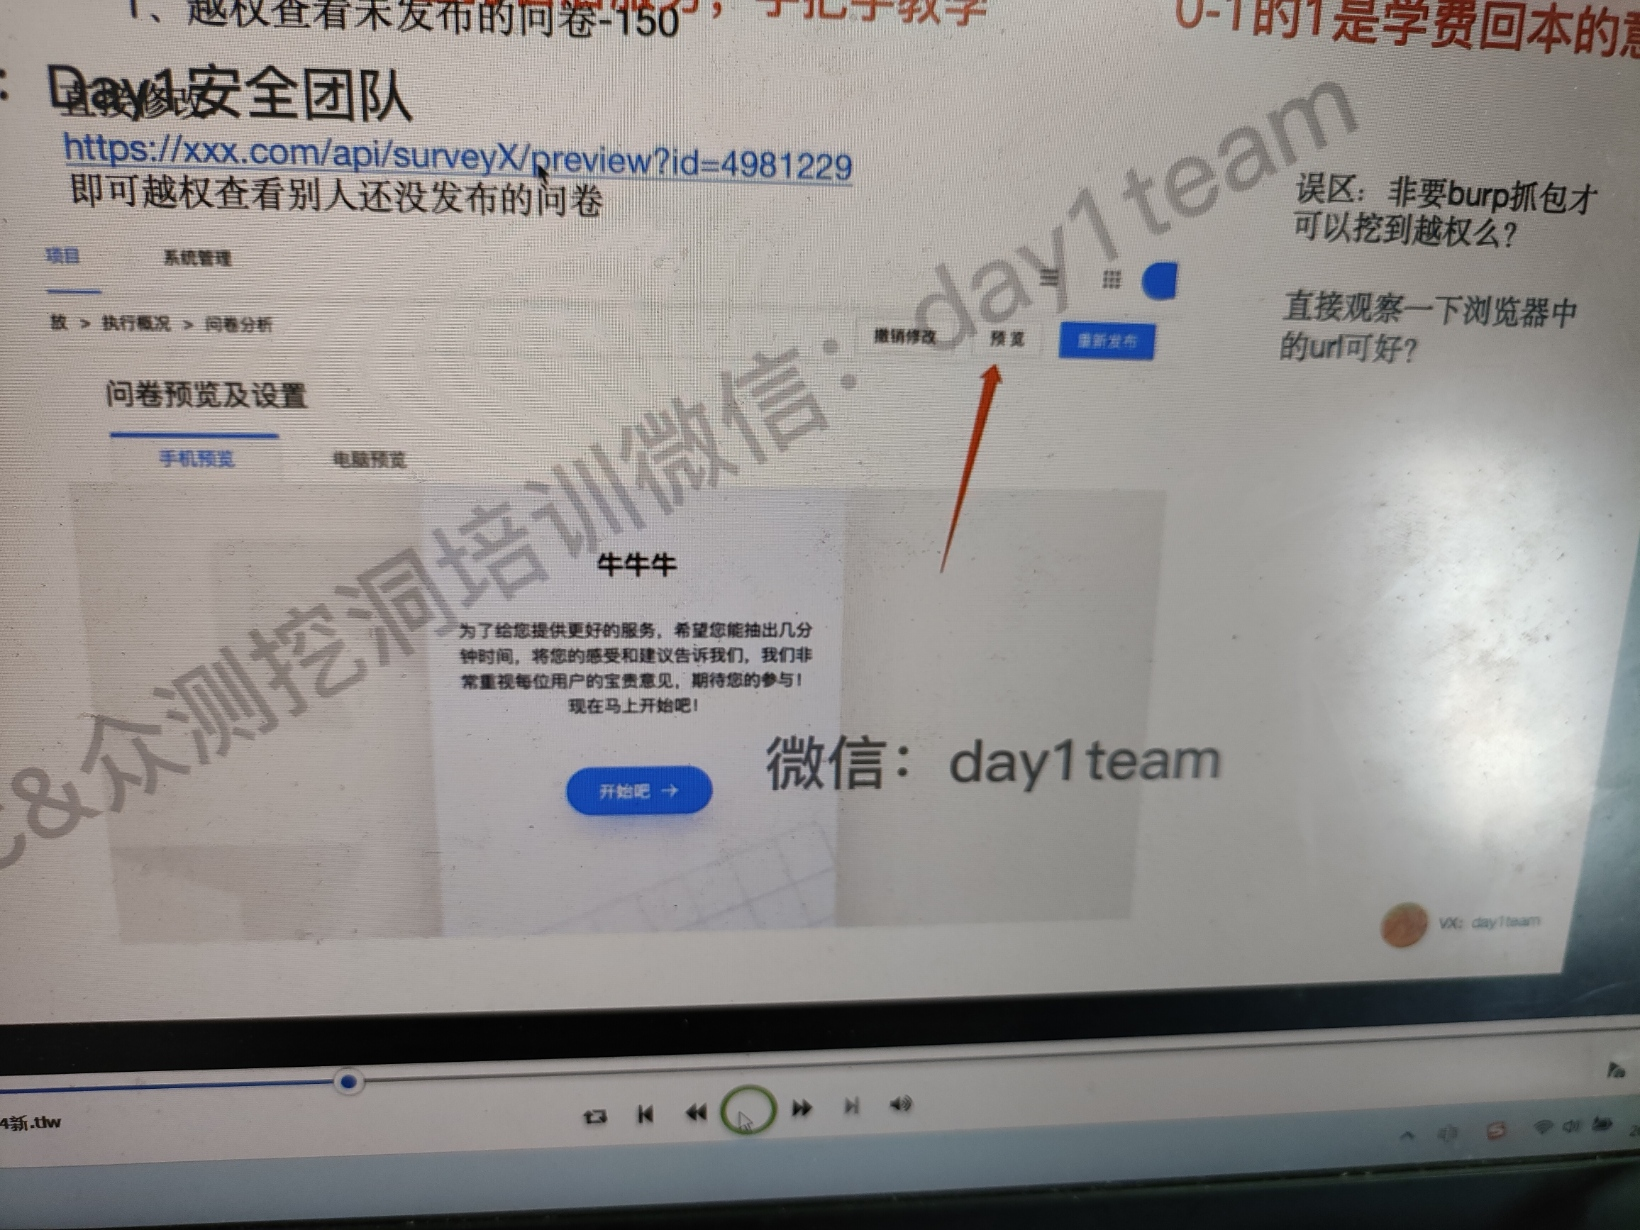 1、越权查看未发布的问卷-150
手把手教学
0-1的1是学费回本的意
Day1安全团队
直接修改
https://xxx.com/api/surveyX/preview?id=4981229
即可越权查看别人还没发布的问卷
误区：非要burp抓包才
可以挖到越权么？
直接观察一下浏览器中
的url可好？
项目 系统管理
放 > 执行概况 > 问卷分析
撤销修改 预览 重新发布
问卷预览及设置
手机预览 电脑预览
&众测挖洞培训微信：day1team
牛牛牛
为了给您提供更好的服务，希望您能抽出几分
钟时间，将您的感受和建议告诉我们，我们非
常重视每位用户的宝贵意见，期待您的参与！
现在马上开始吧！
开始吧 →
微信：day1team
VX: day1team
4新.tlw